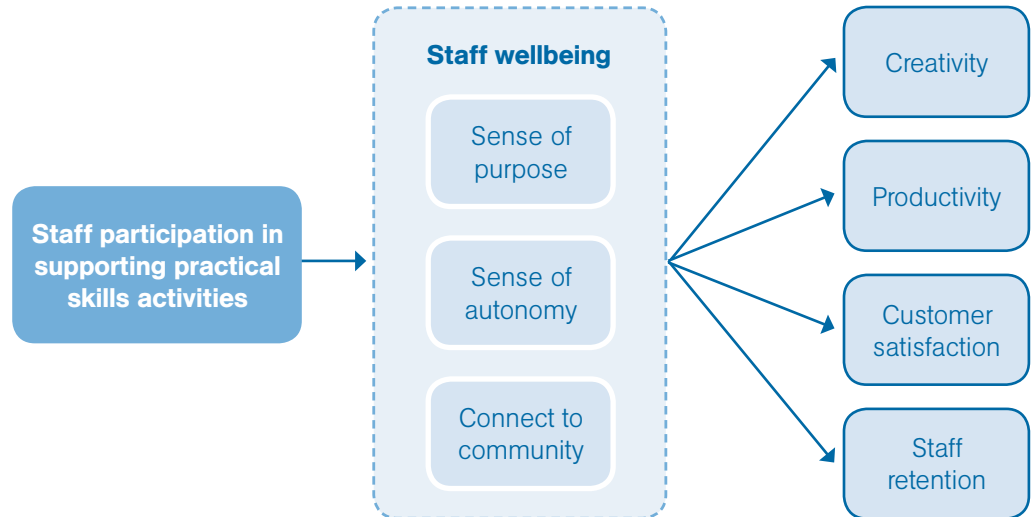 Staff participation in
supporting practical
skills activities
Staff wellbeing
Sense of
purpose
Sense of
autonomy
Connect to
community
Creativity
Productivity
Customer
satisfaction
Staff
retention